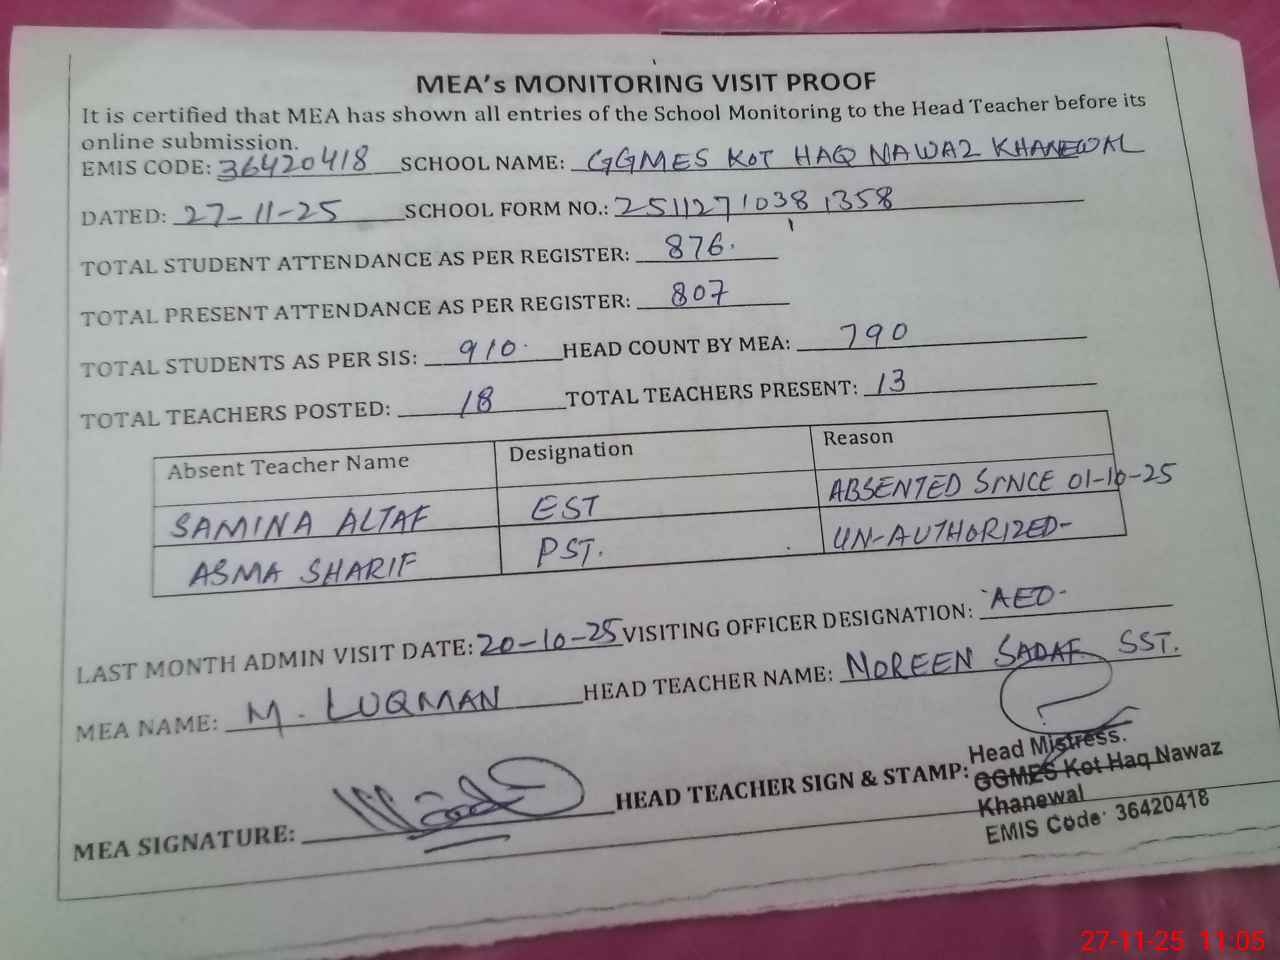 MEA's MONITORING VISIT PROOF
It is certified that MEA has shown all entries of the School Monitoring to the Head Teacher before its
online submission.
EMIS CODE: 36420418 SCHOOL NAME: GGMES KOT HAQ NAWAZ KHANEWAL
DATED: 27-11-25 SCHOOL FORM NO.: 2511271038 1358
TOTAL STUDENT ATTENDANCE AS PER REGISTER: 876.
TOTAL PRESENT ATTENDANCE AS PER REGISTER: 807
TOTAL STUDENTS AS PER SIS: 910. HEAD COUNT BY MEA: 790
TOTAL TEACHERS POSTED: 18 TOTAL TEACHERS PRESENT: 13
Absent Teacher Name Designation Reason
SAMINA ALTAF EST ABSENTED SINCE 01-10-25
ASMA SHARIF PST. UN-AUTHORIZED-
LAST MONTH ADMIN VISIT DATE: 20-10-25 VISITING OFFICER DESIGNATION: AEO-
MEA NAME: M. LUQMAN HEAD TEACHER NAME: NOREEN SADAF SST.
MEA SIGNATURE: HEAD TEACHER SIGN & STAMP: Head Mistress.
GGMES Kot Haq Nawaz
Khanewal
EMIS Code: 36420418
27-11-25 11:05